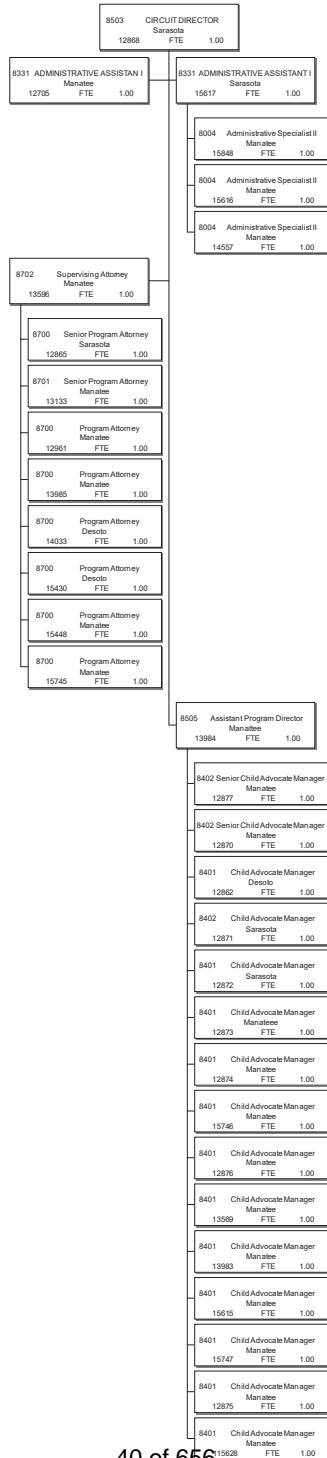 8503 CIRCUIT DIRECTOR
Sarasota
12868 FTE 1.00
8331 ADMINISTRATIVE ASSISTAN I
Manatee
12705 FTE 1.00
8331 ADMINISTRATIVE ASSISTANT I
Sarasota
15617 FTE 1.00
8004 Administrative Specialist II
Manatee
15848 FTE 1.00
8004 Administrative Specialist II
Manatee
15616 FTE 1.00
8004 Administrative Specialist II
Manatee
14557 FTE 1.00
8702 Supervising Attorney
Manatee
13596 FTE 1.00
8700 Senior Program Attorney
Sarasota
12865 FTE 1.00
8701 Senior Program Attorney
Manatee
13133 FTE 1.00
8700 Program Attorney
Manatee
12961 FTE 1.00
8700 Program Attorney
Manatee
13985 FTE 1.00
8700 Program Attorney
Desoto
14033 FTE 1.00
8700 Program Attorney
Desoto
15430 FTE 1.00
8700 Program Attorney
Manatee
15448 FTE 1.00
8700 Program Attorney
Manatee
15745 FTE 1.00
8505 Assistant Program Director
Manattee
13984 FTE 1.00
8402 Senior Child Advocate Manager
Manatee
12877 FTE 1.00
8402 Senior Child Advocate Manager
Manatee
12870 FTE 1.00
8401 Child Advocate Manager
Desoto
12862 FTE 1.00
8402 Child Advocate Manager
Sarasota
12871 FTE 1.00
8401 Child Advocate Manager
Sarasota
12872 FTE 1.00
8401 Child Advocate Manager
Manateee
12873 FTE 1.00
8401 Child Advocate Manager
Manatee
12874 FTE 1.00
8401 Child Advocate Manager
Manatee
15746 FTE 1.00
8401 Child Advocate Manager
Manatee
12876 FTE 1.00
8401 Child Advocate Manager
Manatee
13569 FTE 1.00
8401 Child Advocate Manager
Manatee
13983 FTE 1.00
8401 Child Advocate Manager
Manatee
15615 FTE 1.00
8401 Child Advocate Manager
Manatee
15747 FTE 1.00
8401 Child Advocate Manager
Manatee
12875 FTE 1.00
8401 Child Advocate Manager
Manatee
115628 FTE 1.00
40 of 656